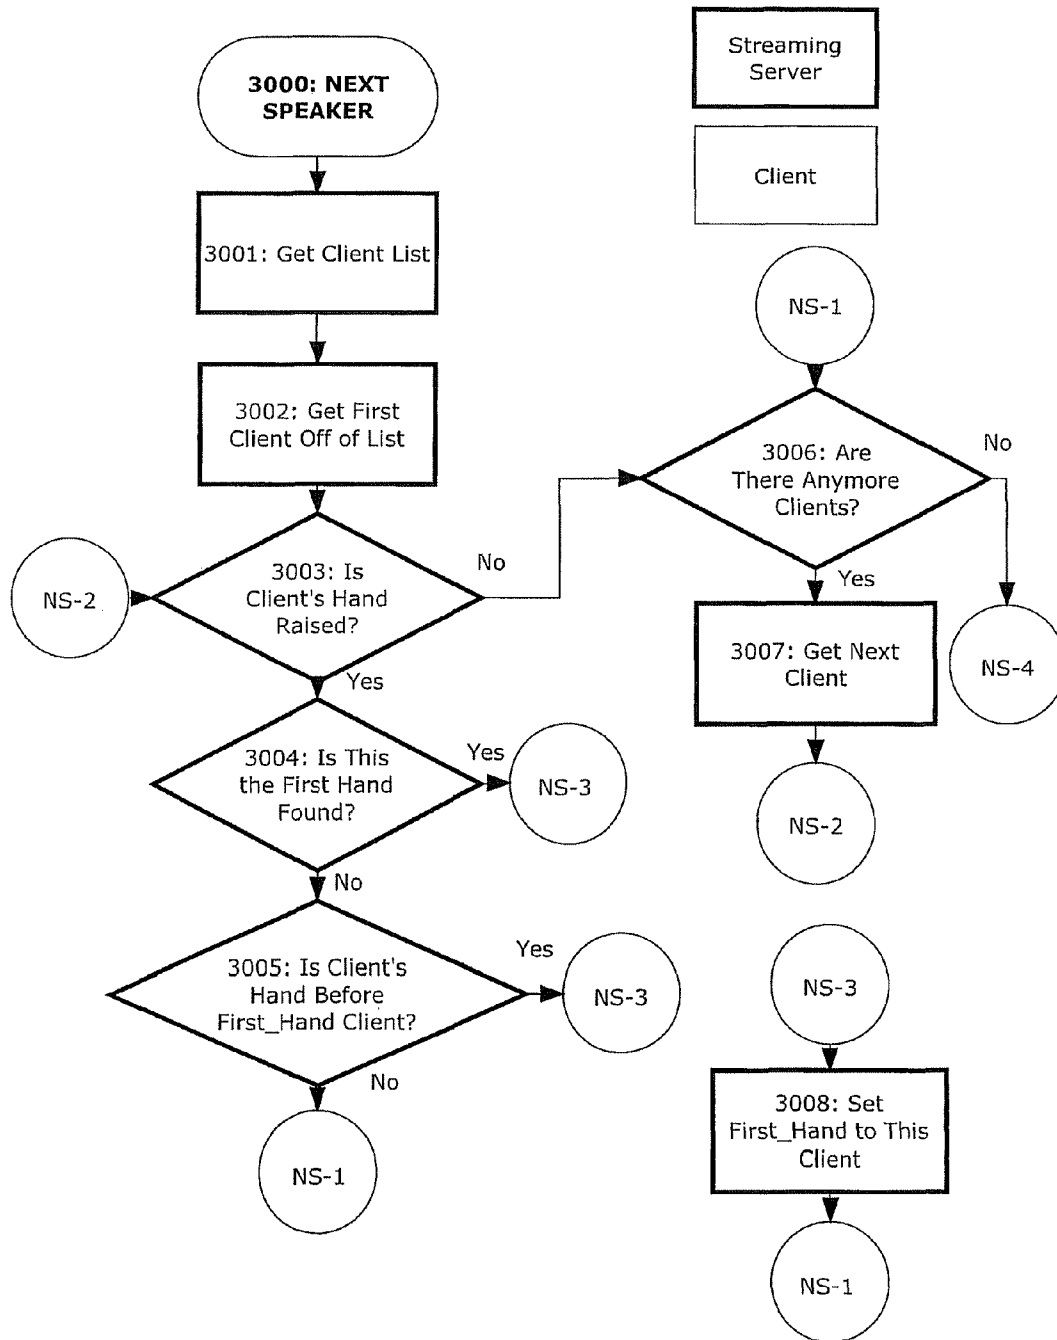 3000: NEXT
SPEAKER
3001: Get Client List
3002: Get First
Client Off of List
NS-2
3003: Is
Client's Hand
Raised?
No
Yes
3004: Is This
the First Hand
Found?
Yes
NS-3
No
3005: Is Client's
Hand Before
First_Hand Client?
Yes
NS-3
No
NS-1
Streaming
Server
Client
NS-1
3006: Are
There Anymore
Clients?
No
NS-4
Yes
3007: Get Next
Client
NS-2
NS-3
3008: Set
First_Hand to This
Client
NS-1